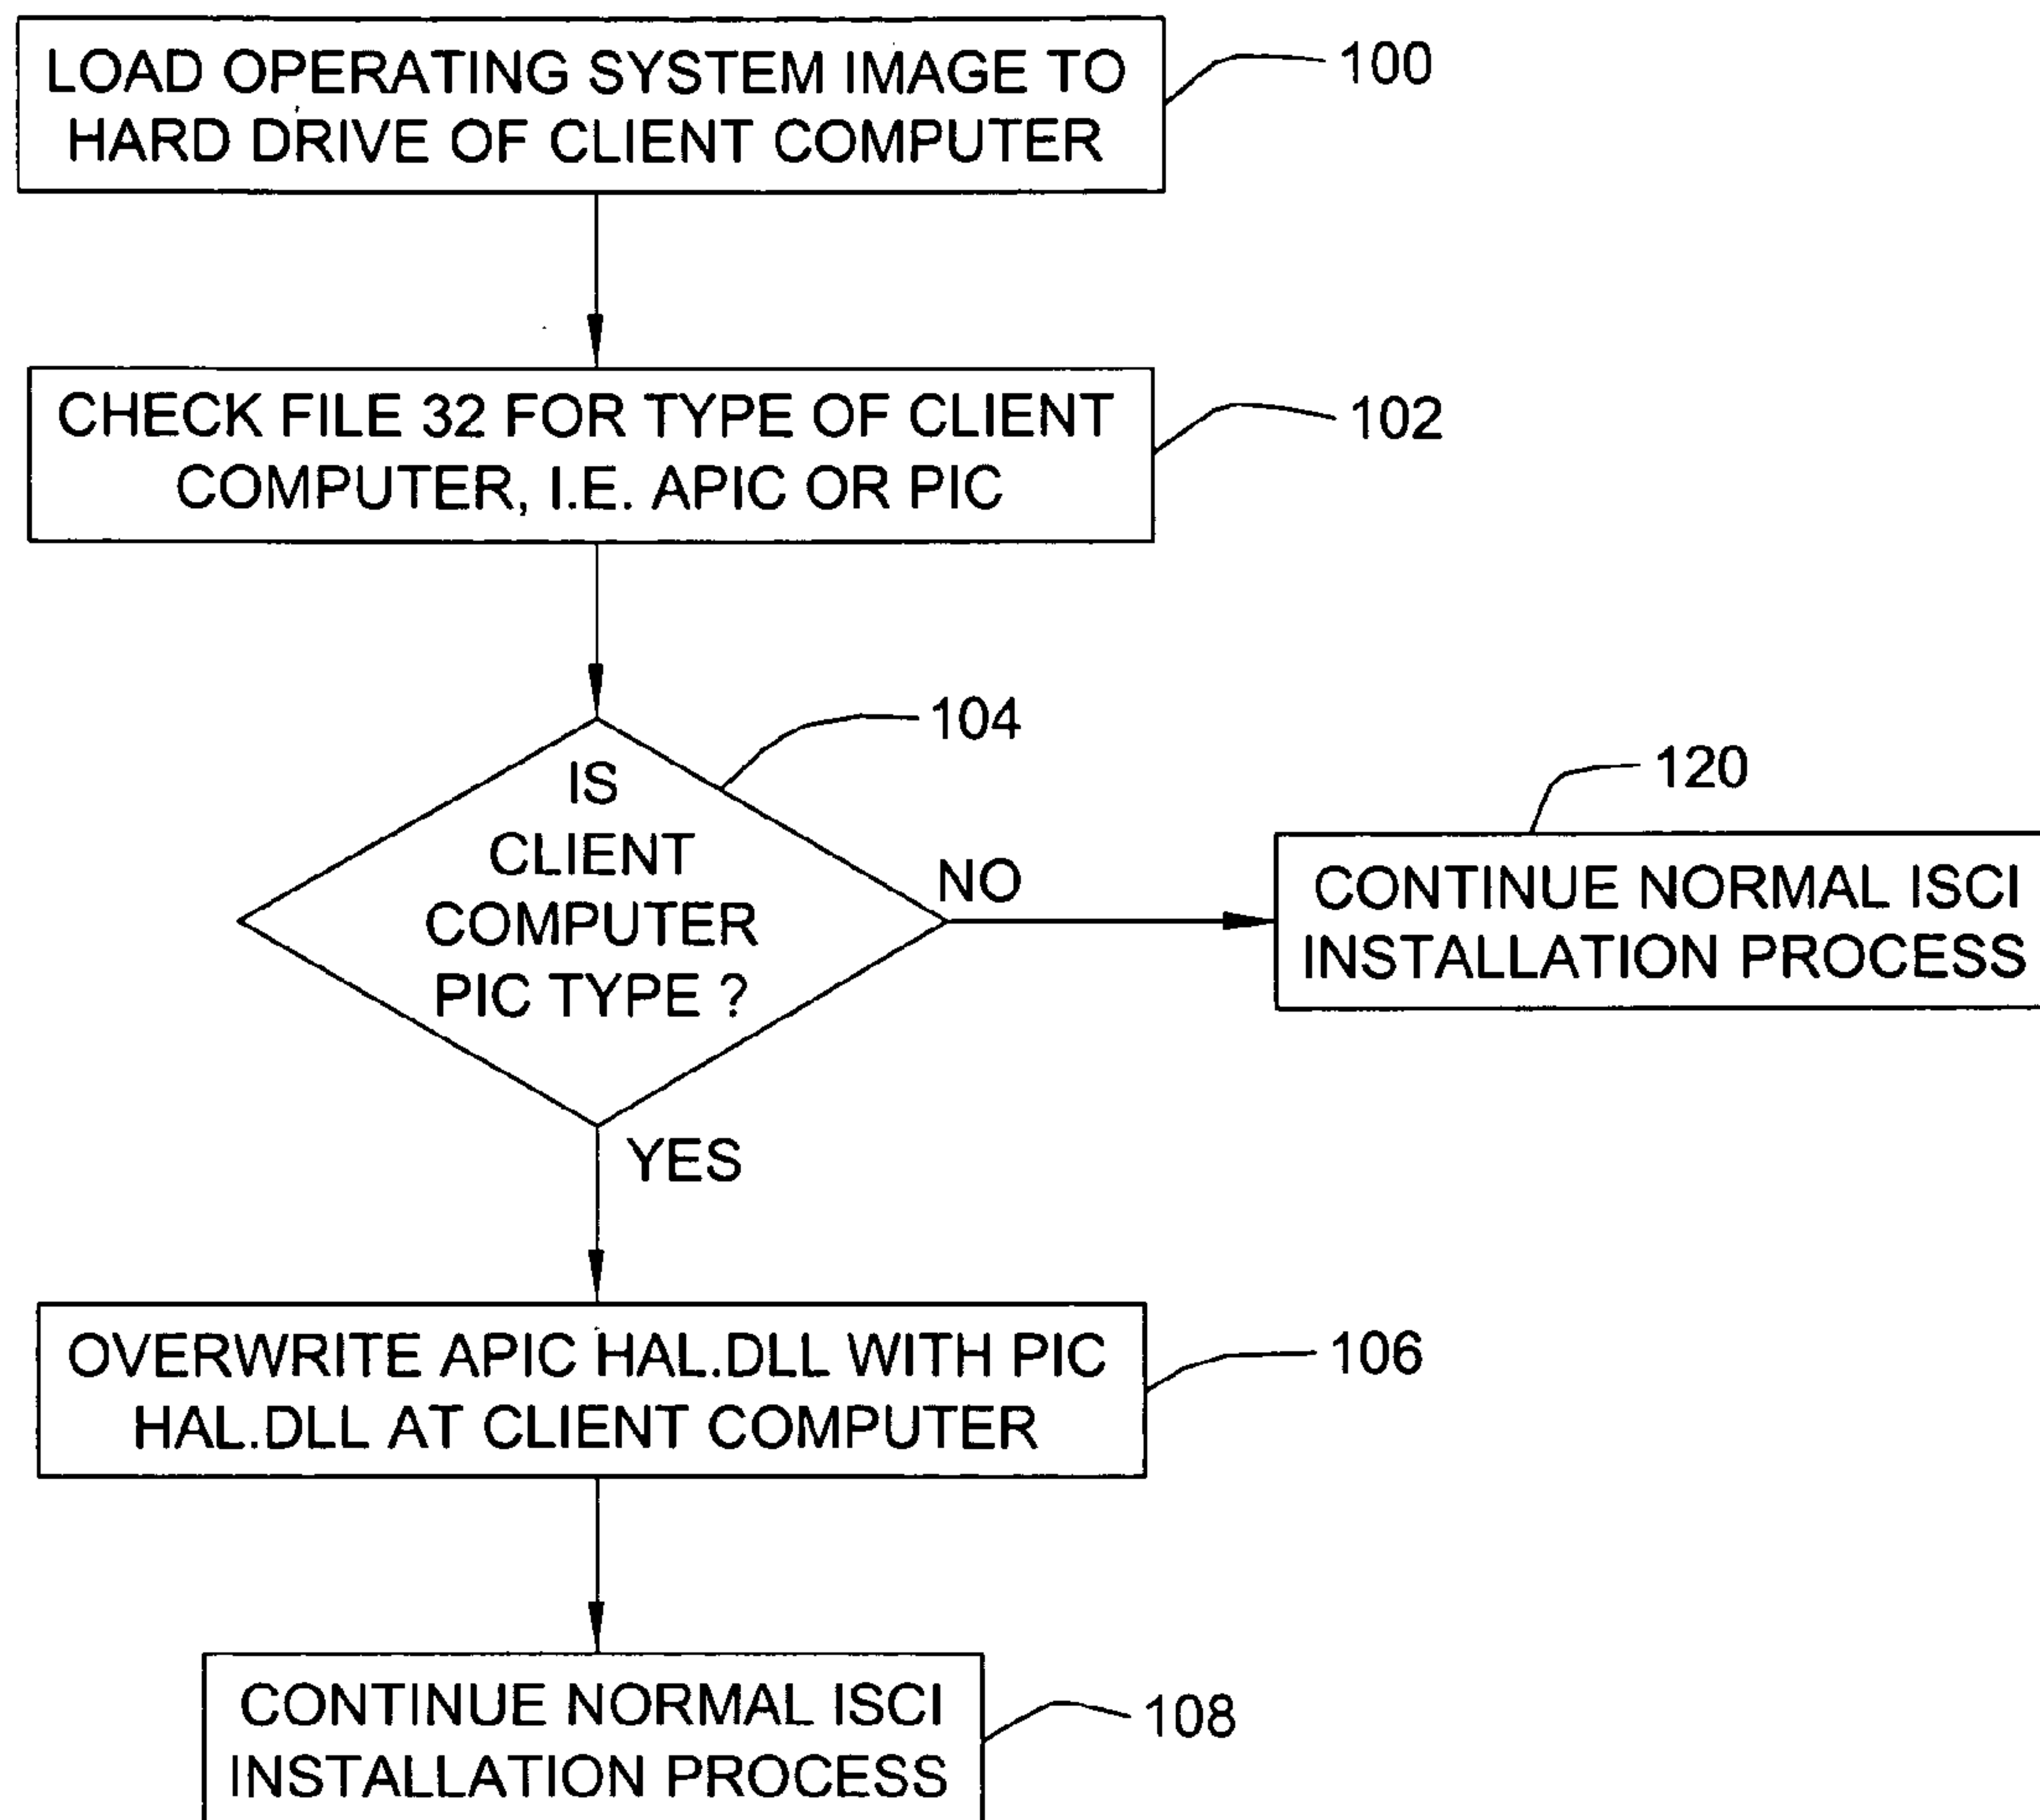 LOAD OPERATING SYSTEM IMAGE TO
HARD DRIVE OF CLIENT COMPUTER
100
CHECK FILE 32 FOR TYPE OF CLIENT
COMPUTER, I.E. APIC OR PIC
102
104
IS
CLIENT
COMPUTER
PIC TYPE ?
NO
120
CONTINUE NORMAL ISCI
INSTALLATION PROCESS
YES
OVERWRITE APIC HAL.DLL WITH PIC
HAL.DLL AT CLIENT COMPUTER
106
CONTINUE NORMAL ISCI
INSTALLATION PROCESS
108